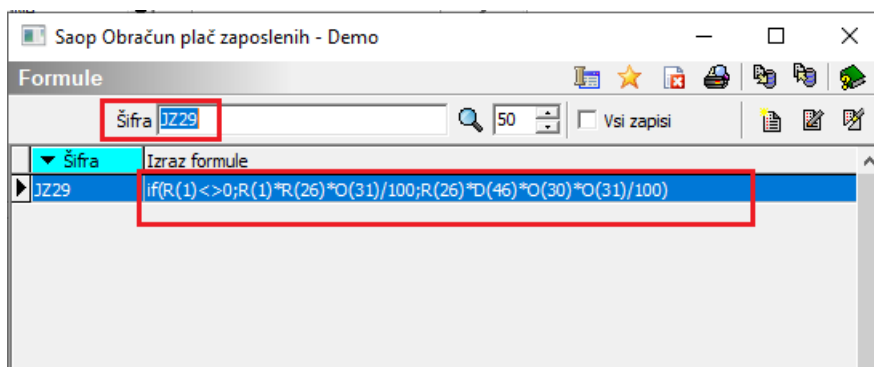 Saop Obračun plač zaposlenih - Demo
Formule
Šifra JZ29 50 Vsi zapisi
Šifra Izraz formule
JZ29 if(R(1)<>0;R(1)*R(26)*O(31)/100;R(26)*D(46)*O(30)*O(31)/100)